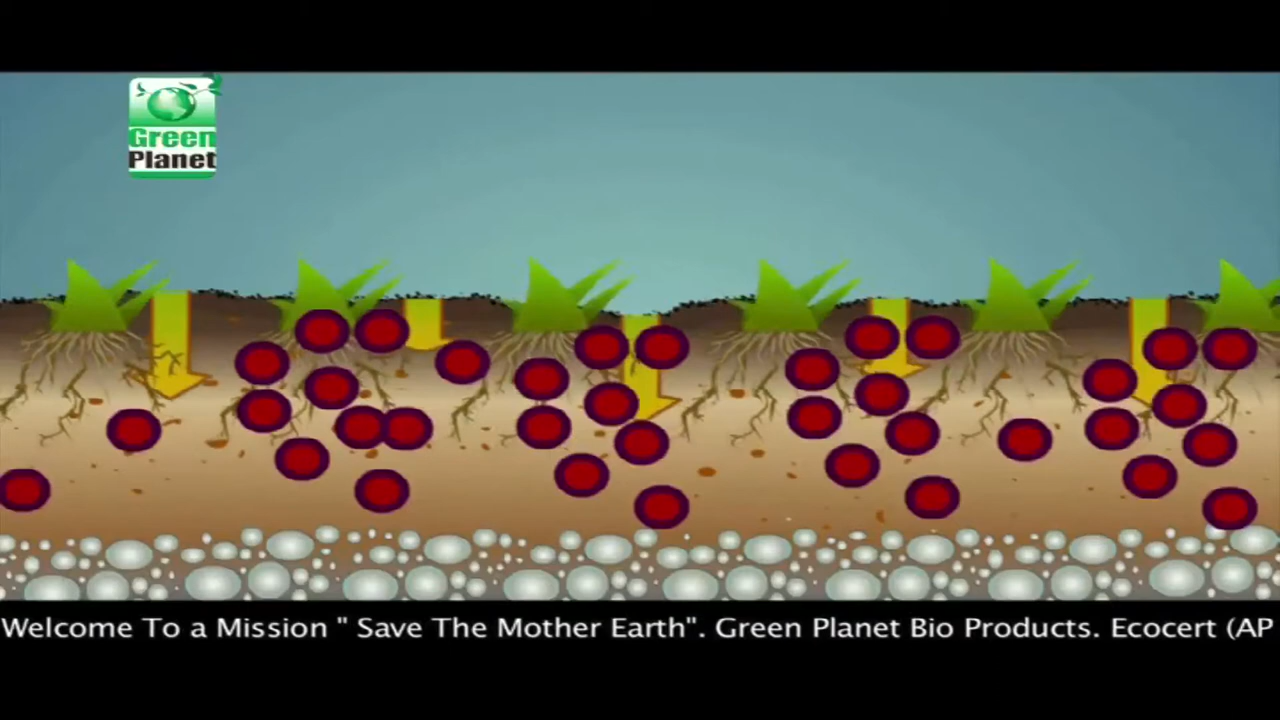 Green
Planet
Welcome To a Mission " Save The Mother Earth". Green Planet Bio Products. Ecocert (AP